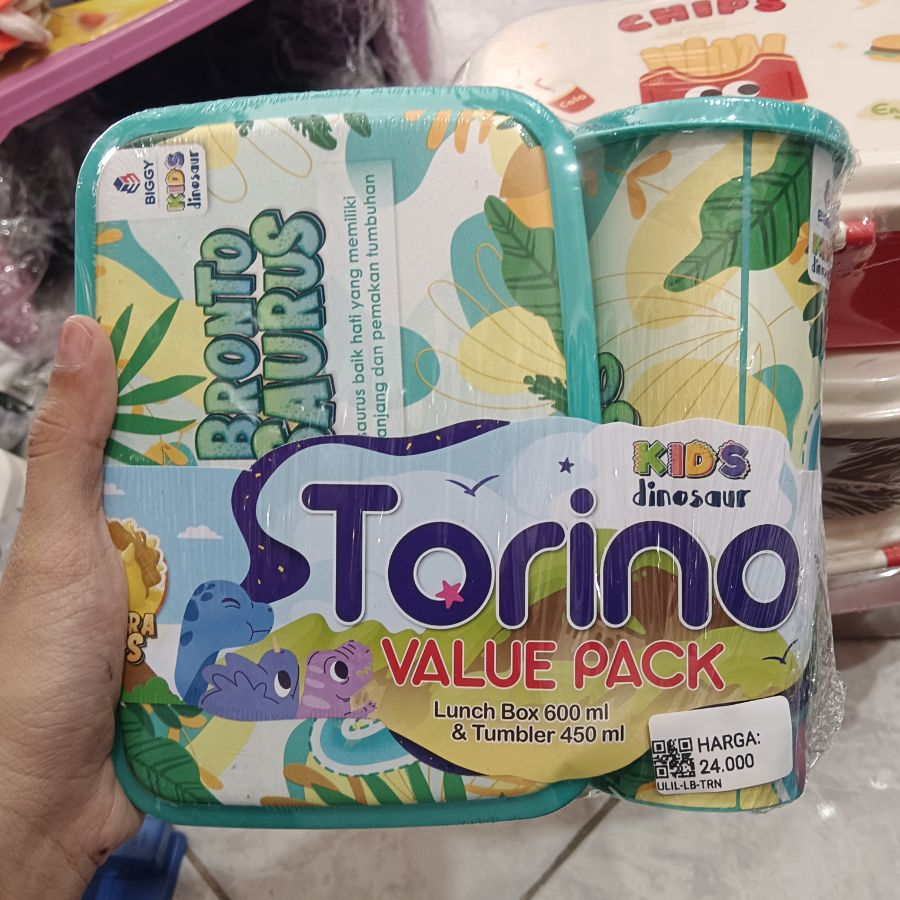 CHIPS
BIGGY
KIDS
dinosaur
BRONTO
SAURUS
saurus baik hati yang memiliki
anjang dan pemakan tumbuhan
KIDS
dinosaur
Torino
VALUE PACK
Lunch Box 600 ml
& Tumbler 450 ml
HARGA:
24.000
ULIL-LB-TRN